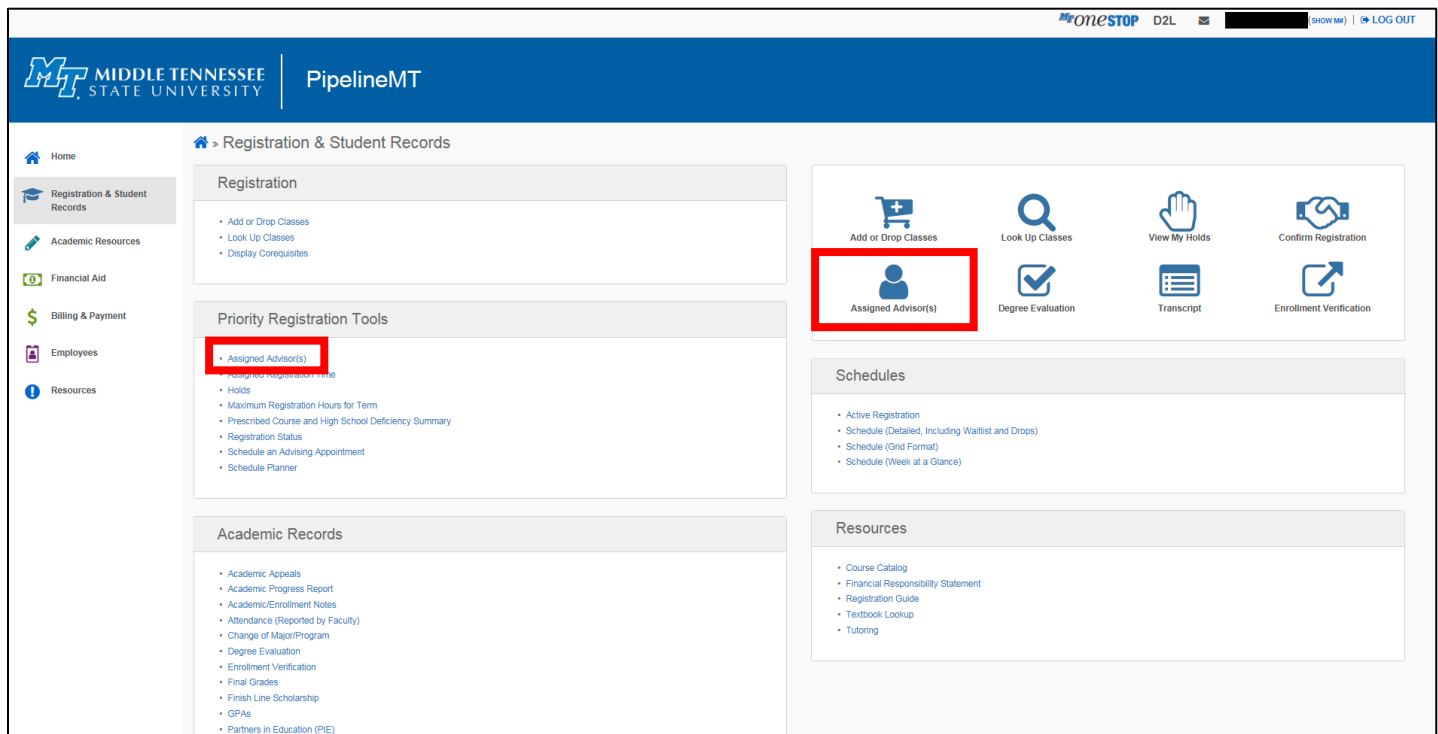 MT ONESTOP D2L (SHOW M#) | LOG OUT
MT MIDDLE TENNESSEE
STATE UNIVERSITY
PipelineMT
Home
Registration & Student
Records
Academic Resources
Financial Aid
Billing & Payment
Employees
Resources
» Registration & Student Records
Registration
• Add or Drop Classes
• Look Up Classes
• Display Corequisites
Priority Registration Tools
• Assigned Advisor(s)
• Assigned Registration Time
• Holds
• Maximum Registration Hours for Term
• Prescribed Course and High School Deficiency Summary
• Registration Status
• Schedule an Advising Appointment
• Schedule Planner
Academic Records
• Academic Appeals
• Academic Progress Report
• Academic/Enrollment Notes
• Attendance (Reported by Faculty)
• Change of Major/Program
• Degree Evaluation
• Enrollment Verification
• Final Grades
• Finish Line Scholarship
• GPAs
• Partners in Education (PIE)
Add or Drop Classes
Look Up Classes
View My Holds
Confirm Registration
Assigned Advisor(s)
Degree Evaluation
Transcript
Enrollment Verification
Schedules
• Active Registration
• Schedule (Detailed, Including Waitlist and Drops)
• Schedule (Grid Format)
• Schedule (Week at a Glance)
Resources
• Course Catalog
• Financial Responsibility Statement
• Registration Guide
• Textbook Lookup
• Tutoring